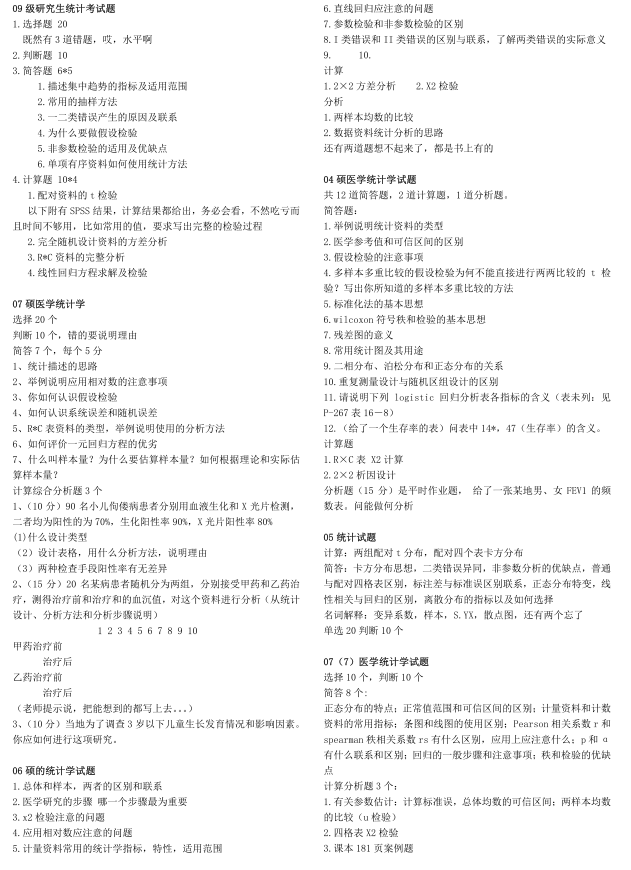 09 级研究生统计考试题
1.选择题 20
既然有 3 道错题，哎，水平啊
2.判断题 10
3.简答题 6*5
1.描述集中趋势的指标及适用范围
2.常用的抽样方法
3.一二类错误产生的原因及联系
4.为什么要做假设检验
5.非参数检验的适用及优缺点
6.单项有序资料如何使用统计方法
4.计算题 10*4
1.配对资料的 t 检验
以下附有 SPSS 结果，计算结果都给出，务必会看，不然吃亏而
且时间不够用，比如常用的值，要求写出完整的检验过程
2.完全随机设计资料的方差分析
3.R*C 资料的完整分析
4.线性回归方程求解及检验
07 硕医学统计学
选择 20 个
判断 10 个，错的要说明理由
简答 7 个，每个 5 分
1、统计描述的思路
2、举例说明应用相对数的注意事项
3、你如何认识假设检验
4、如何认识系统误差和随机误差
5、R*C 表资料的类型，举例说明使用的分析方法
6、如何评价一元回归方程的优劣
7、什么叫样本量？为什么要估算样本量？如何根据理论和实际估
算样本量？
计算综合分析题 3 个
1、（10 分）90 名小儿佝偻病患者分别用血液生化和 X 光片检测，
二者均为阳性的为 70%，生化阳性率 90%，X 光片阳性率 80%
(1)什么设计类型
（2）设计表格，用什么分析方法，说明理由
（3）两种检查手段阳性率有无差异
2、（15 分）20 名某病患者随机分为两组，分别接受甲药和乙药治
疗，测得治疗前和治疗和的血沉值，对这个资料进行分析（从统计
设计、分析方法和分析步骤说明）
1 2 3 4 5 6 7 8 9 10
甲药治疗前
治疗后
乙药治疗前
治疗后
（老师提示说，把能想到的都写上去...）
3、（10 分）当地为了调查 3 岁以下儿童生长发育情况和影响因素。
你应如何进行这项研究。
06 硕的统计学试题
1.总体和样本，两者的区别和联系
2.医学研究的步骤 哪一个步骤最为重要
3.x2 检验注意的问题
4.应用相对数应注意的问题
5.计量资料常用的统计学指标，特性，适用范围
6.直线回归应注意的问题
7.参数检验和非参数检验的区别
8.I 类错误和 II 类错误的区别与联系，了解两类错误的实际意义
9. 10.
计算
1.2×2 方差分析 2.X2 检验
分析
1.两样本均数的比较
2.数据资料统计分析的思路
还有两道题想不起来了，都是书上有的
04 硕医学统计学试题
共 12 道简答题，2 道计算题，1 道分析题。
简答题：
1.举例说明统计资料的类型
2.医学参考值和可信区间的区别
3.假设检验的注意事项
4.多样本多重比较的假设检验为何不能直接进行两两比较的 t 检
验？写出你所知道的多样本多重比较的方法
5.标准化法的基本思想
6.wilcoxon 符号秩和检验的基本思想
7.残差图的意义
8.常用统计图及其用途
9.二相分布、泊松分布和正态分布的关系
10.重复测量设计与随机区组设计的区别
11.请说明下列 logistic 回归分析表各指标的含义（表未列：见
P-267 表 16－8）
12.（给了一个生存率的表）问表中 14*，47（生存率）的含义。
计算题
1.R×C 表 X2 计算
2.2×2 析因设计
分析题（15 分）是平时作业题， 给了一张某地男、女 FEV1 的频
数表。问能做何分析
05 统计试题
计算：两组配对 t 分布，配对四个表卡方分布
简答：卡方分布思想，二类错误异同，非参数分析的优缺点，普通
与配对四格表区别，标注差与标准误区别联系，正态分布特变，线
性相关与回归的区别，离散分布的指标以及如何选择
名词解释：变异系数，样本，S.YX，散点图，还有两个忘了
单选 20 判断 10 个
07（7）医学统计学试题
选择 10 个，判断 10 个
简答 8 个：
正态分布的特点；正常值范围和可信区间的区别；计量资料和计数
资料的常用指标；条图和线图的使用区别；Pearson 相关系数 r 和
spearman 秩相关系数 rs 有什么区别，应用上应注意什么；p 和 α
有什么联系和区别；回归的一般步骤和注意事项；秩和检验的优缺
点
计算分析题 3 个；
1.有关参数估计；计算标准误，总体均数的可信区间；两样本均数
的比较（u 检验）
2.四格表 X2 检验
3.课本 181 页案例题